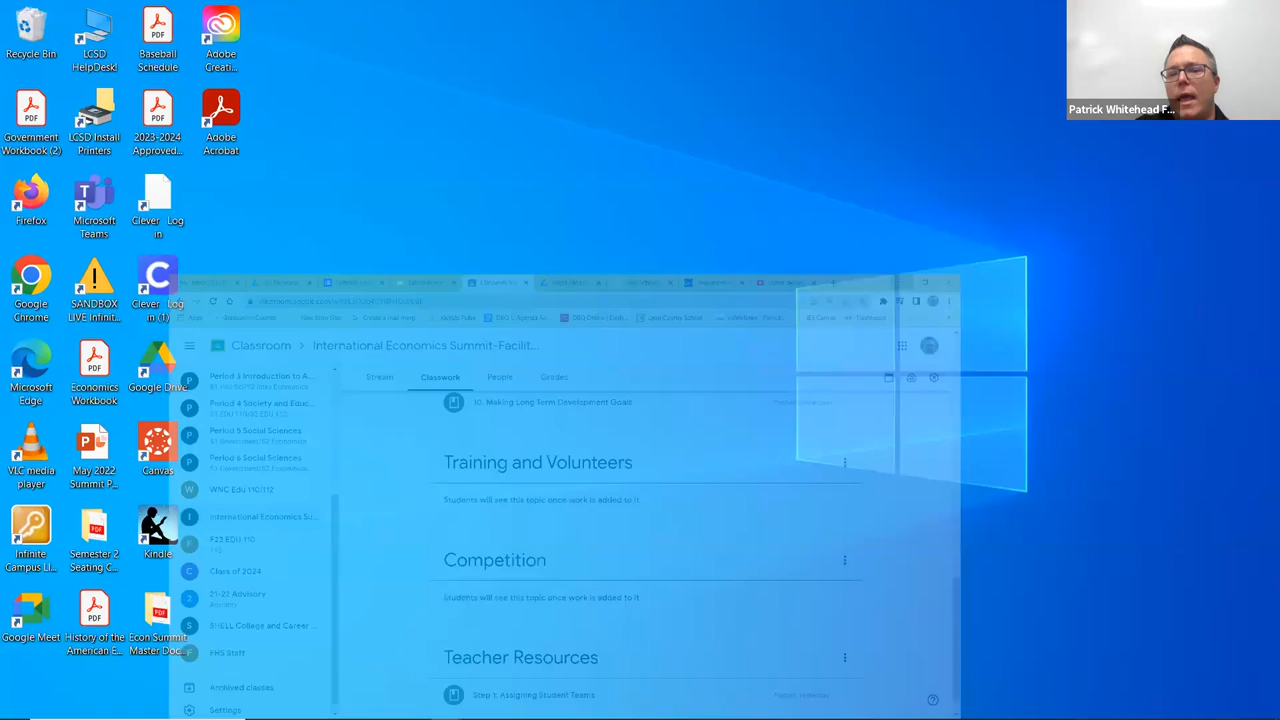 Recycle Bin
LCSD
HelpDesk!
Baseball
Schedule
Adobe
Creati...
Government
Workbook (2)
LCSD Install
Printers
2023-2024
Approved...
Adobe
Acrobat
Firefox
Microsoft
Teams
Clever _ Log
in
Google
Chrome
SANDBOX
LIVE Infinit...
Clever _ Log
in (1)
Microsoft
Edge
Economics
Workbook
Google Drive
VLC media
player
May 2022
Summit P...
Canvas
Infinite
Campus LI...
Semester 2
Seating C...
Kindle
Google Meet
History of the
American E...
Econ Summit
Master Doc...
Patrick Whitehead F...
Classroom > International Economics Summit-Facilit...
Period 3 Introduction to A...
Period 4 Society and Educ...
Period 5 Social Sciences
Period 6 Social Sciences
WNC Edu 110/112
International Economics Su...
F23 EDU 110
Class of 2024
21-22 Advisory
Advisory
SHELL College and Career ...
FHS Staff
Archived classes
Settings
Stream
Classwork
People
Grades
10. Making Long Term Development Goals
Training and Volunteers
Students will see this topic once work is added to it
Competition
Students will see this topic once work is added to it
Teacher Resources
Step 1: Assigning Student Teams
Posted Yesterday